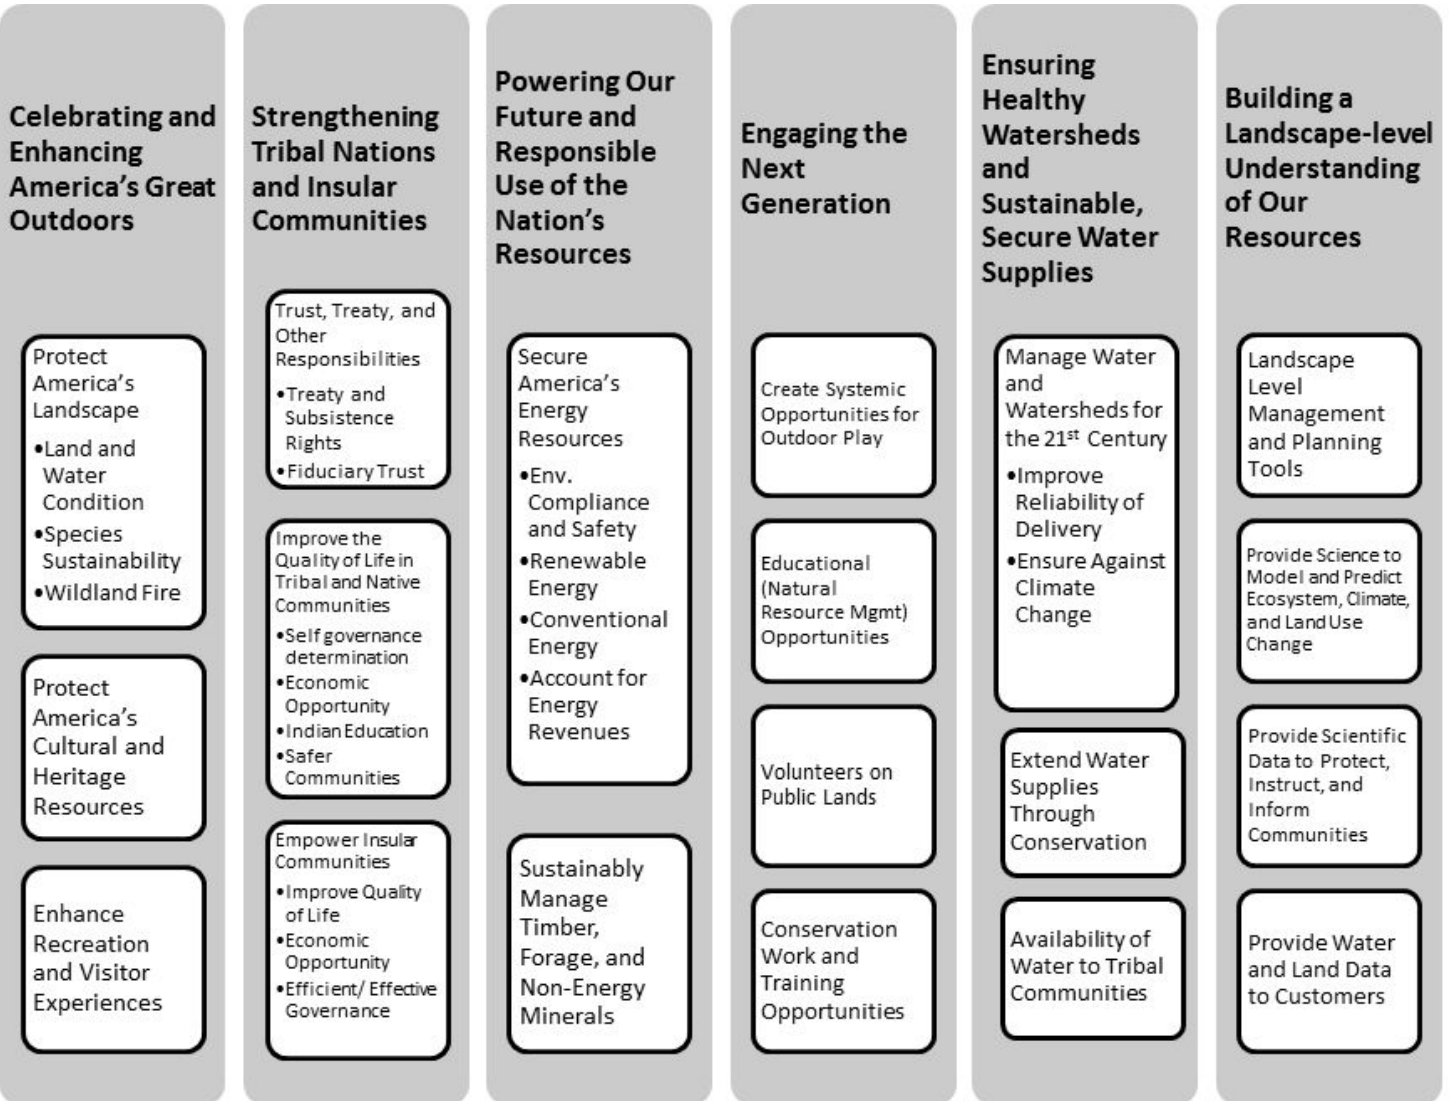 Celebrating and
Enhancing
America's Great
Outdoors
Protect
America's
Landscape
•Land and
Water
Condition
•Species
Sustainability
•Wildland Fire
Protect
America's
Cultural and
Heritage
Resources
Enhance
Recreation
and Visitor
Experiences
Strengthening
Tribal Nations
and Insular
Communities
Trust, Treaty, and
Other
Responsibilities
•Treaty and
Subsistence
Rights
•Fiduciary Trust
Improve the
Quality of Life in
Tribal and Native
Communities
•Self governance
determination
•Economic
Opportunity
•Indian Education
•Safer
Communities
Empower Insular
Communities
•Improve Quality
of Life
•Economic
Opportunity
•Efficient/ Effective
Governance
Powering Our
Future and
Responsible
Use of the
Nation's
Resources
Secure
America's
Energy
Resources
•Env.
Compliance
and Safety
•Renewable
Energy
•Conventional
Energy
•Account for
Energy
Revenues
Sustainably
Manage
Timber,
Forage, and
Non-Energy
Minerals
Engaging the
Next
Generation
Create Systemic
Opportunities for
Outdoor Play
Educational
(Natural
Resource Mgmt)
Opportunities
Volunteers on
Public Lands
Conservation
Work and
Training
Opportunities
Ensuring
Healthy
Watersheds
and
Sustainable,
Secure Water
Supplies
Manage Water
and
Watersheds for
the 21st Century
•Improve
Reliability of
Delivery
•Ensure Against
Climate
Change
Extend Water
Supplies
Through
Conservation
Availability of
Water to Tribal
Communities
Building a
Landscape-level
Understanding
of Our
Resources
Landscape
Level
Management
and Planning
Tools
Provide Science to
Model and Predict
Ecosystem, Climate,
and Land Use
Change
Provide Scientific
Data to Protect,
Instruct, and
Inform
Communities
Provide Water
and Land Data
to Customers